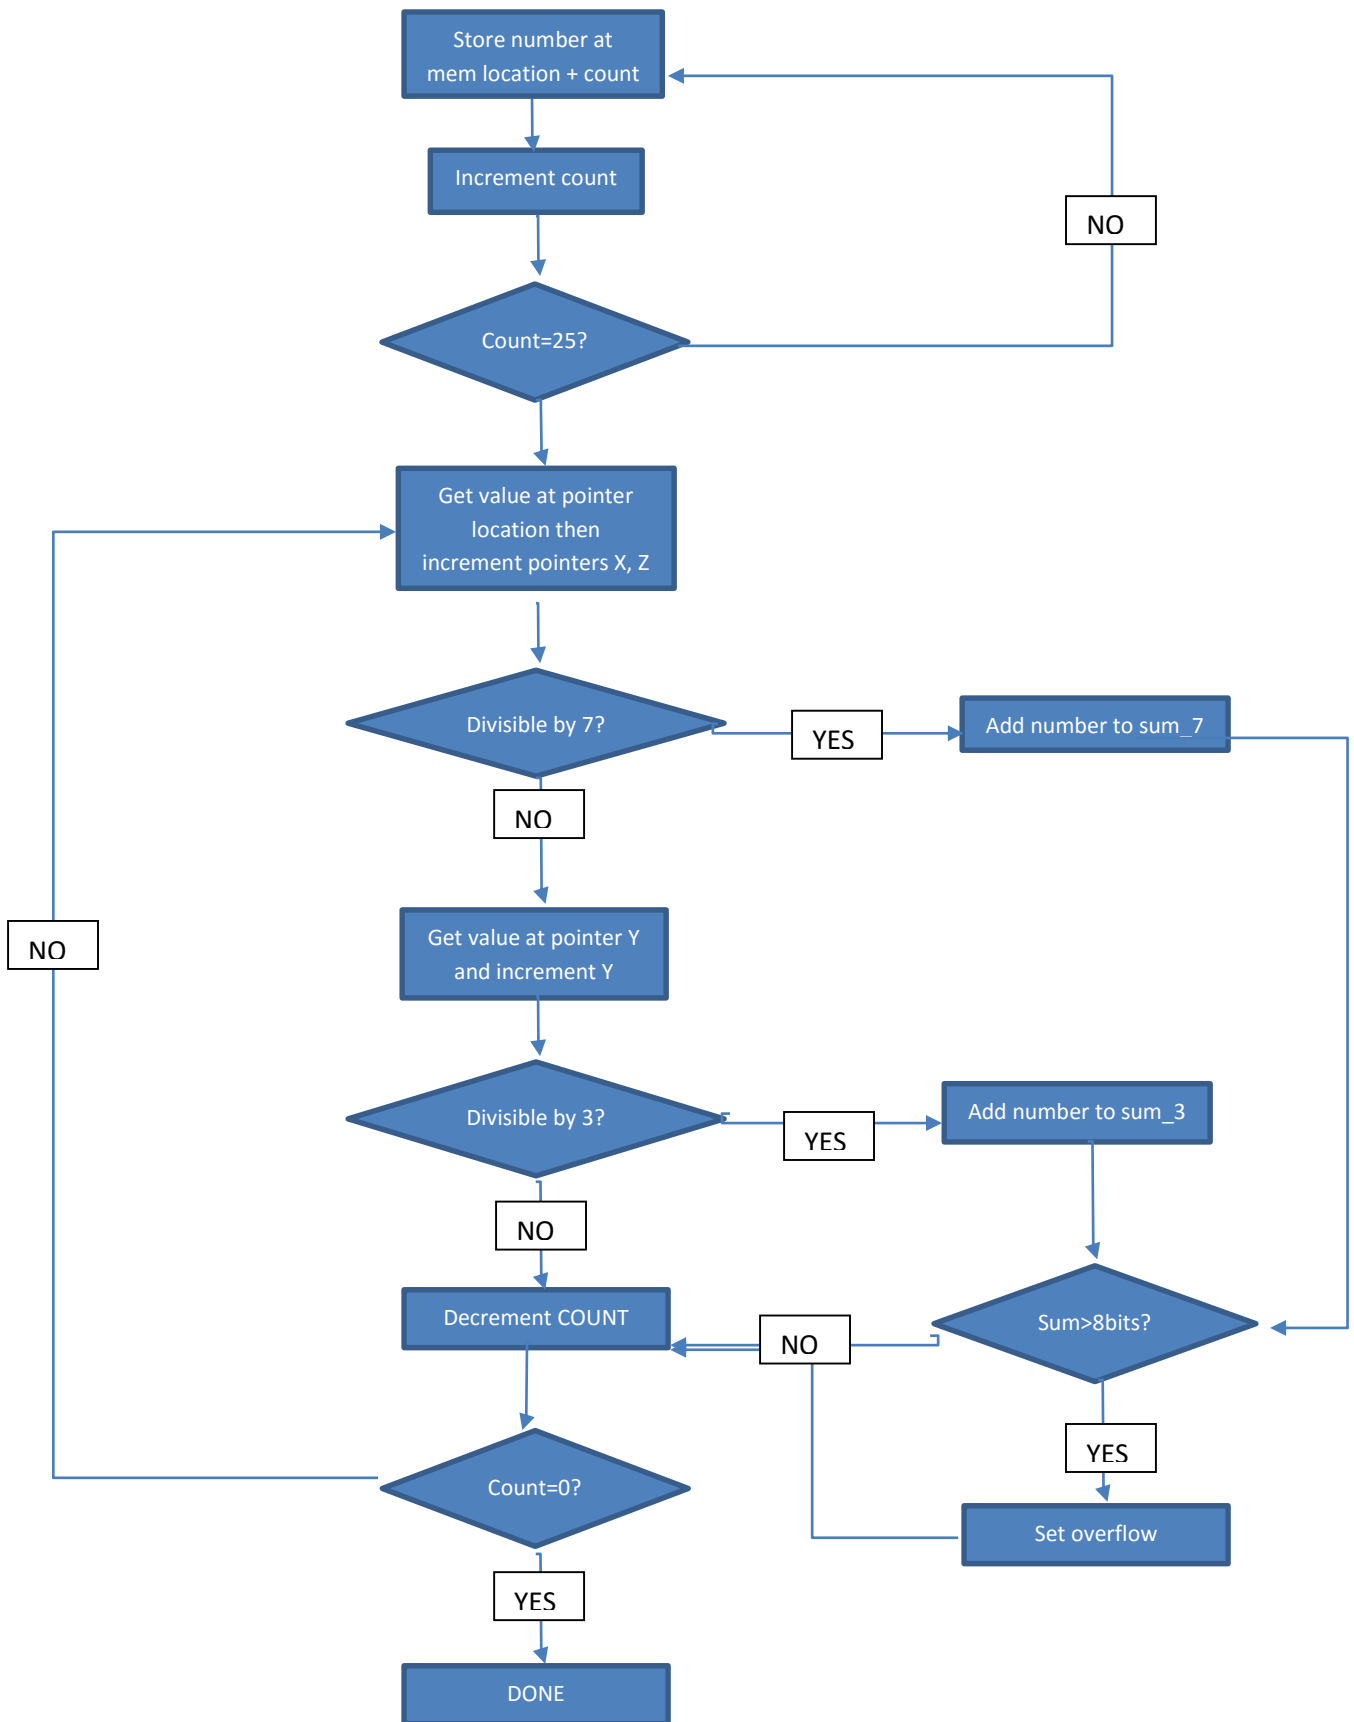 Store number at
mem location + count
Increment count
NO
Count=25?
Get value at pointer
location then
increment pointers X, Z
Divisible by 7?
YES
Add number to sum_7
NO
Get value at pointer Y
and increment Y
NO
Divisible by 3?
YES
Add number to sum_3
NO
Decrement COUNT
NO
Sum>8bits?
YES
Count=0?
Set overflow
YES
DONE